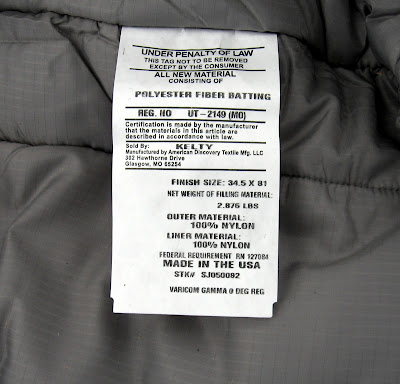 UNDER PENALTY OF LAW
THIS TAG NOT TO BE REMOVED
EXCEPT BY THE CONSUMER
ALL NEW MATERIAL
CONSISTING OF
POLYESTER FIBER BATTING
REG. NO UT-2149 (MO)
Certification is made by the manufacturer
that the materials in this article are
described in accordance with law.
Sold By: KELTY
Manufactured by American Discovery Textile Mfg. LLC
302 Hawthorne Drive
Glasgow, MO 65254
FINISH SIZE: 34.5 X 81
NET WEIGHT OF FILLING MATERIAL:
2.876 LBS
OUTER MATERIAL:
100% NYLON
LINER MATERIAL:
100% NYLON
FEDERAL REQUIREMENT RN 127084
MADE IN THE USA
STK# SJ050092
VARICOM GAMMA 0 DEG REG